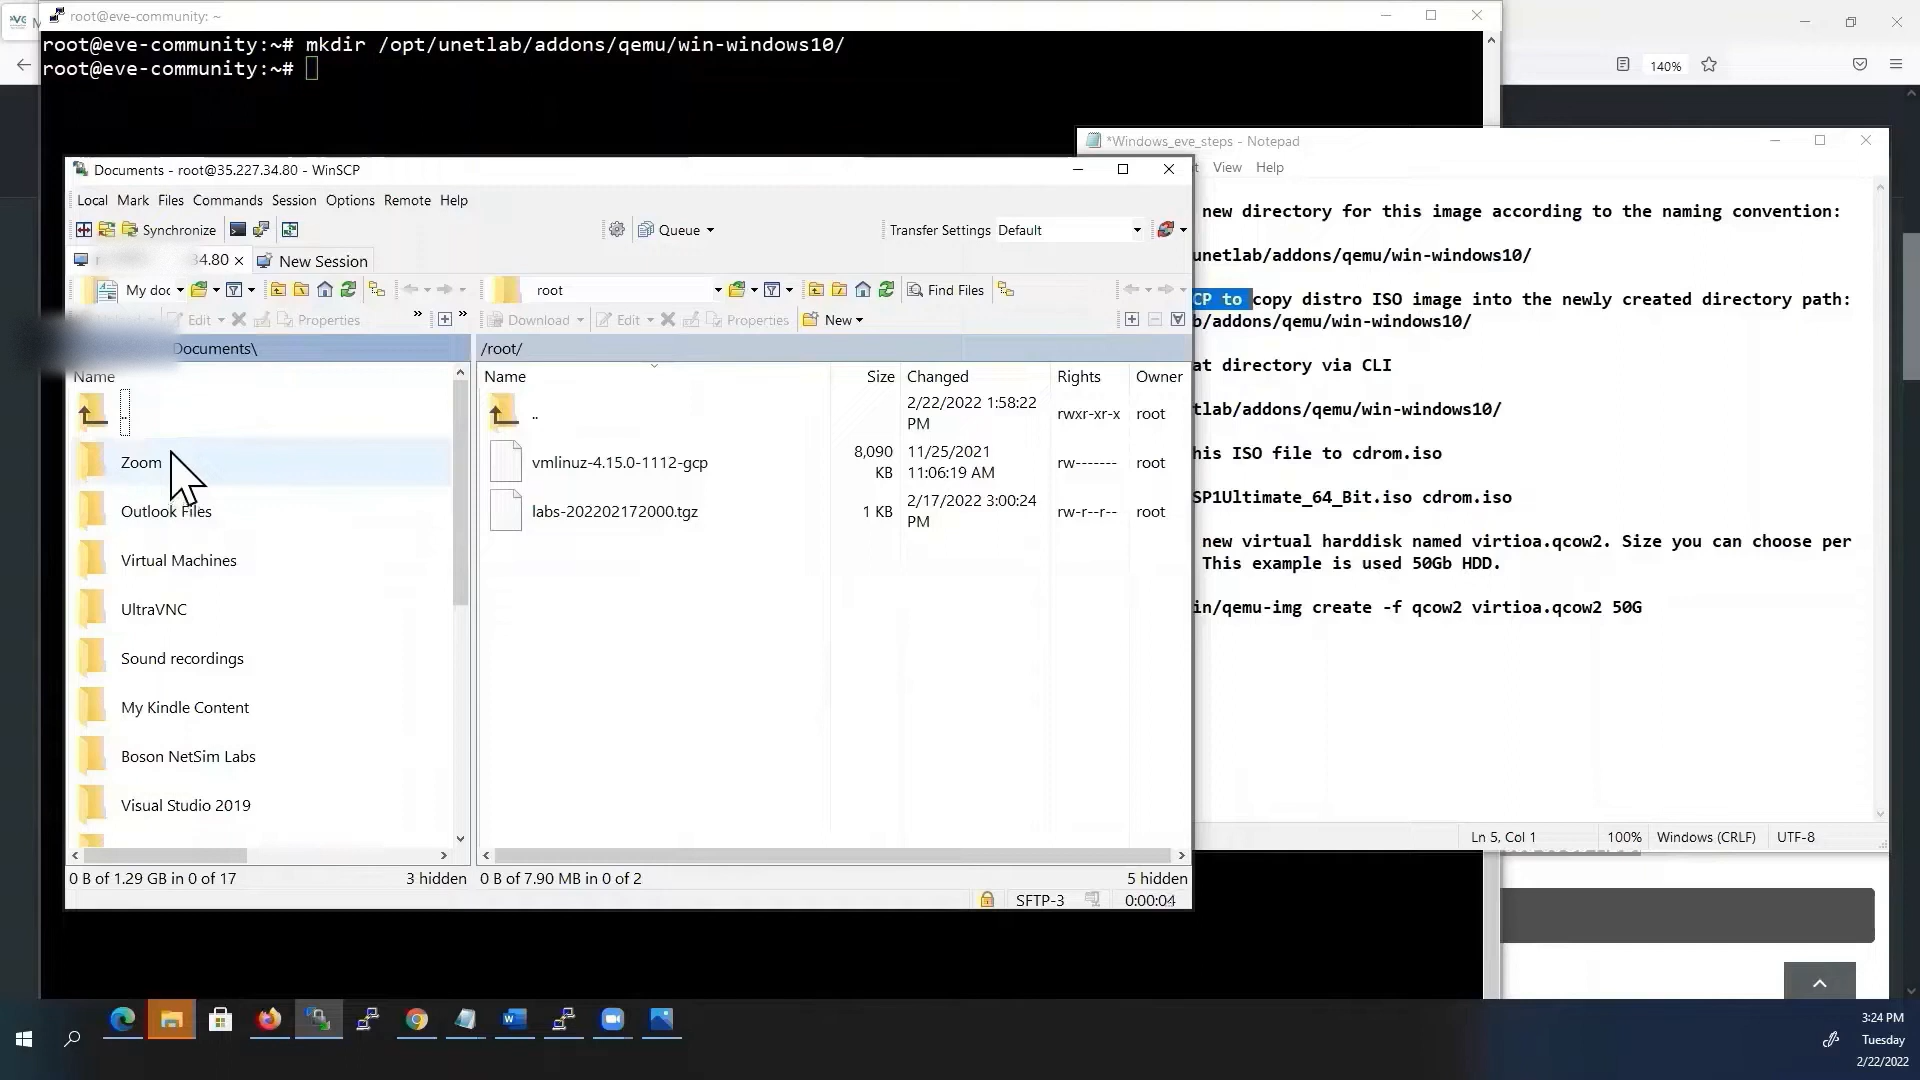 root@eve-community: ~
root@eve-community:~# mkdir /opt/unetlab/addons/qemu/win-windows10/
root@eve-community:~#
140%
*Windows_eve_steps - Notepad
View Help
new directory for this image according to the naming convention:
unetlab/addons/qemu/win-windows10/
CP to copy distro ISO image into the newly created directory path:
b/addons/qemu/win-windows10/
at directory via CLI
tlab/addons/qemu/win-windows10/
his ISO file to cdrom.iso
SP1Ultimate_64_Bit.iso cdrom.iso
new virtual harddisk named virtioa.qcow2. Size you can choose per
This example is used 50Gb HDD.
in/qemu-img create -f qcow2 virtioa.qcow2 50G
Ln 5, Col 1 100% Windows (CRLF) UTF-8
Documents - root@35.227.34.80 - WinSCP
Local Mark Files Commands Session Options Remote Help
Synchronize Queue Transfer Settings Default
34.80 New Session
My doc root Find Files
Edit Properties Download Edit Properties New
Documents\ /root/
Name
Zoom
Outlook Files
Virtual Machines
UltraVNC
Sound recordings
My Kindle Content
Boson NetSim Labs
Visual Studio 2019
Name Size Changed Rights Owner
.. 2/22/2022 1:58:22 PM rwxr-xr-x root
vmlinuz-4.15.0-1112-gcp 8,090 KB 11/25/2021 11:06:19 AM rw------- root
labs-202202172000.tgz 1 KB 2/17/2022 3:00:24 PM rw-r--r-- root
0 B of 1.29 GB in 0 of 17 3 hidden
0 B of 7.90 MB in 0 of 2 5 hidden
SFTP-3 0:00:04
3:24 PM
Tuesday
2/22/2022